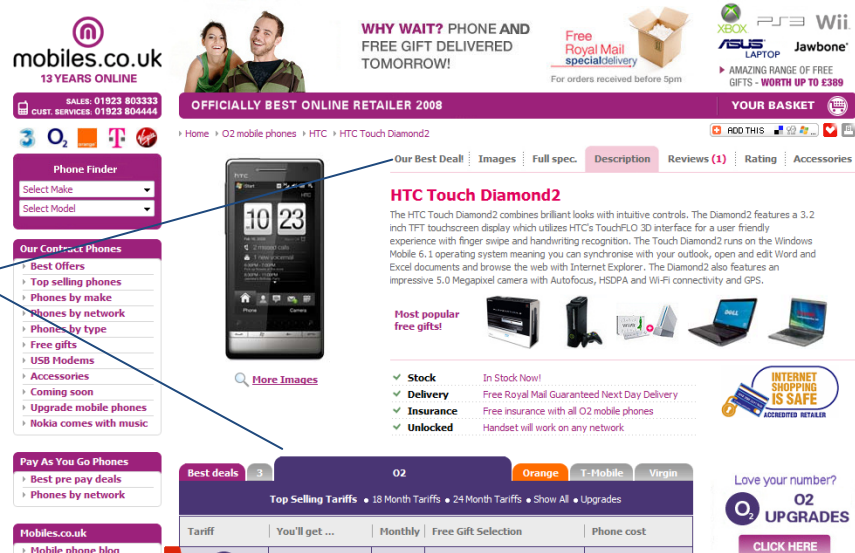 mobiles.co.uk
13 YEARS ONLINE
WHY WAIT? PHONE AND
FREE GIFT DELIVERED
TOMORROW!
Free
Royal Mail
specialdelivery
For orders received before 5pm
XBOX PS3 Wii
ASUS LAPTOP Jawbone®
AMAZING RANGE OF FREE
GIFTS - WORTH UP TO £389
SALES: 01923 803333
CUST. SERVICES: 01923 804444
OFFICIALLY BEST ONLINE RETAILER 2008
YOUR BASKET
3 O2 orange T Virgin
Home O2 mobile phones HTC HTC Touch Diamond2
ADD THIS
Phone Finder
Select Make
Select Model
Our Best Deal! Images Full spec. Description Reviews (1) Rating Accessories
HTC Touch Diamond2
The HTC Touch Diamond2 combines brilliant looks with intuitive controls. The Diamond2 features a 3.2
inch TFT touchscreen display which utilizes HTC's TouchFLO 3D interface for a user friendly
experience with finger swipe and handwriting recognition. The Touch Diamond2 runs on the Windows
Mobile 6.1 operating system meaning you can synchronise with your outlook, open and edit Word and
Excel documents and browse the web with Internet Explorer. The Diamond2 also features an
impressive 5.0 Megapixel camera with Autofocus, HSDPA and Wi-Fi connectivity and GPS.
hTC
Start
HTC
10 23
2 missed calls
1 new voicemail
Phone Camera
More Images
Our Contract Phones
Best Offers
Top selling phones
Phones by make
Phones by network
Phones by type
Free gifts
USB Modems
Accessories
Coming soon
Upgrade mobile phones
Nokia comes with music
Most popular
free gifts!
DELL
Stock In Stock Now!
Delivery Free Royal Mail Guaranteed Next Day Delivery
Insurance Free insurance with all O2 mobile phones
Unlocked Handset will work on any network
INTERNET
SHOPPING
IS SAFE
ACCREDITED RETAILER
Pay As You Go Phones
Best pre pay deals
Phones by network
Mobiles.co.uk
Mobile phone blog
Best deals 3 O2 Orange T-Mobile Virgin
Top Selling Tariffs 18 Month Tariffs 24 Month Tariffs Show All Upgrades
Tariff You'll get ... Monthly Free Gift Selection Phone cost
Love your number?
O2 O2
UPGRADES
CLICK HERE